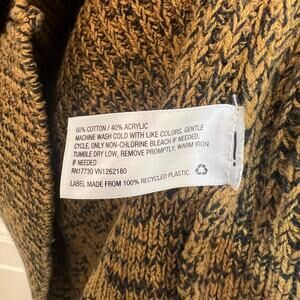 60% COTTON / 40% ACRYLIC
MACHINE WASH COLD WITH LIKE COLORS, GENTLE
CYCLE, ONLY NON-CHLORINE BLEACH IF NEEDED,
TUMBLE DRY LOW, REMOVE PROMPTLY, WARM IRON
IF NEEDED
RN17730 VN1262180
LABEL MADE FROM 100% RECYCLED PLASTIC